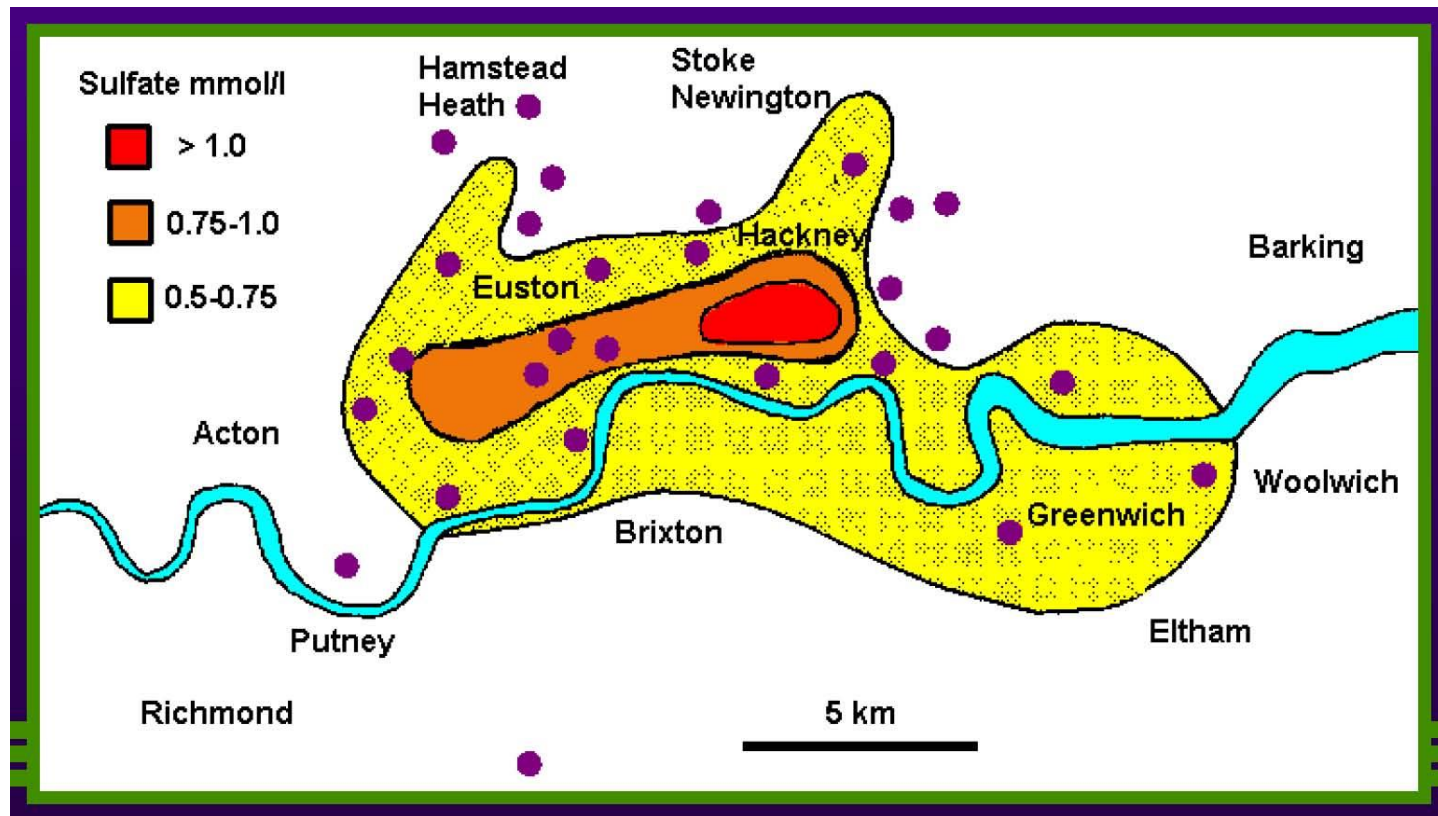 Sulfate mmol/l
> 1.0
0.75-1.0
0.5-0.75
Hamstead
Heath
Stoke
Newington
Hackney
Euston
Barking
Acton
Woolwich
Greenwich
Brixton
Eltham
Putney
Richmond
5 km